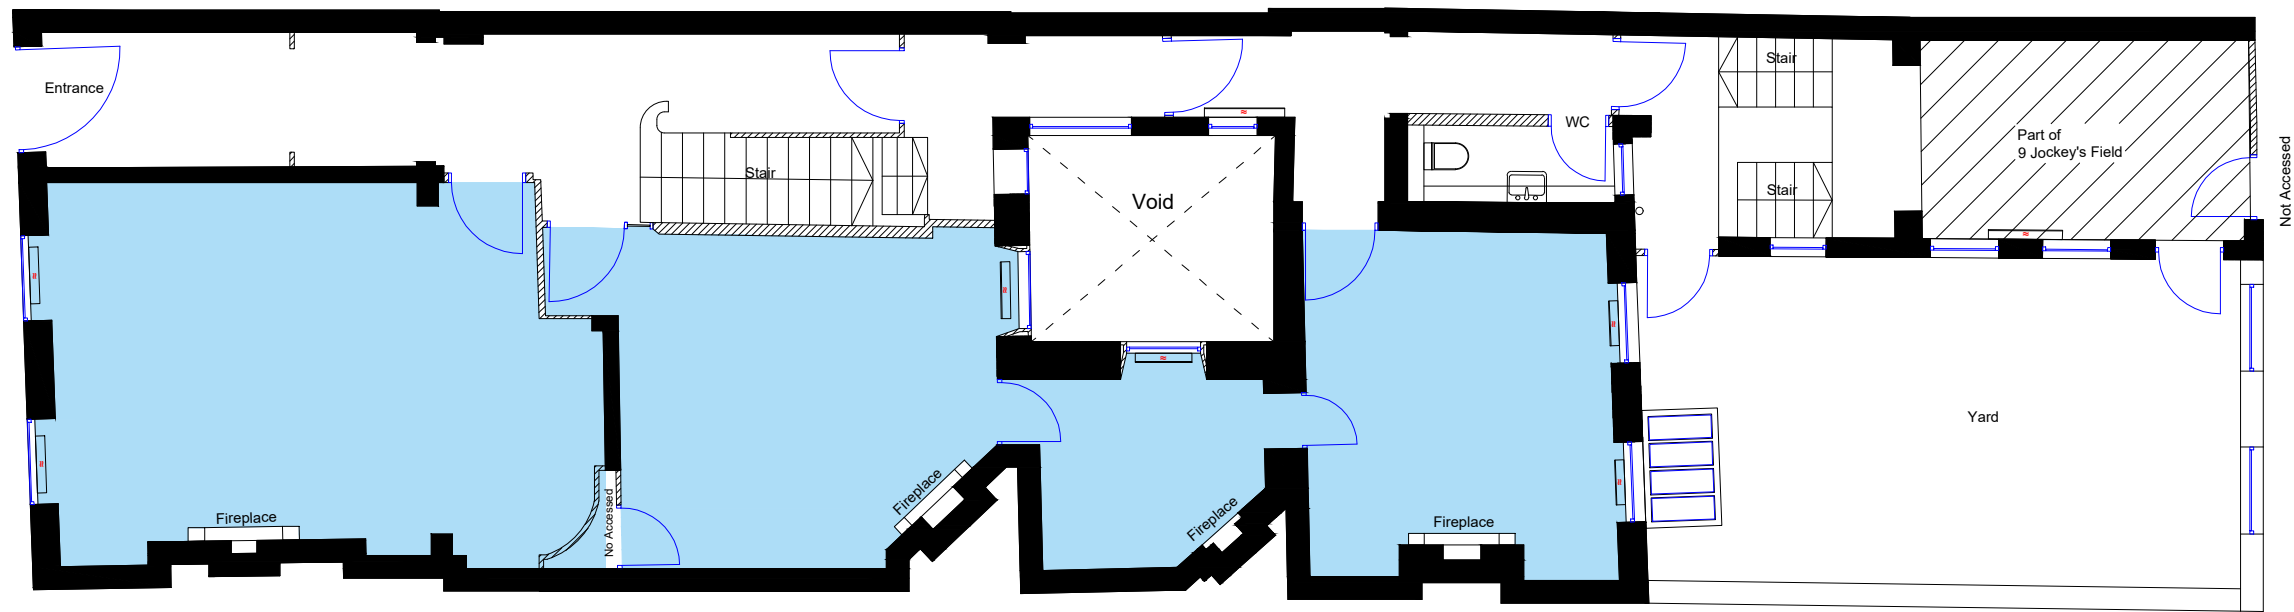 Entrance
Stair
Void
WC
Stair
Stair
Part of
9 Jockey's Field
Not Accessed
Yard
Fireplace
No Accessed
Fireplace
Fireplace
Fireplace